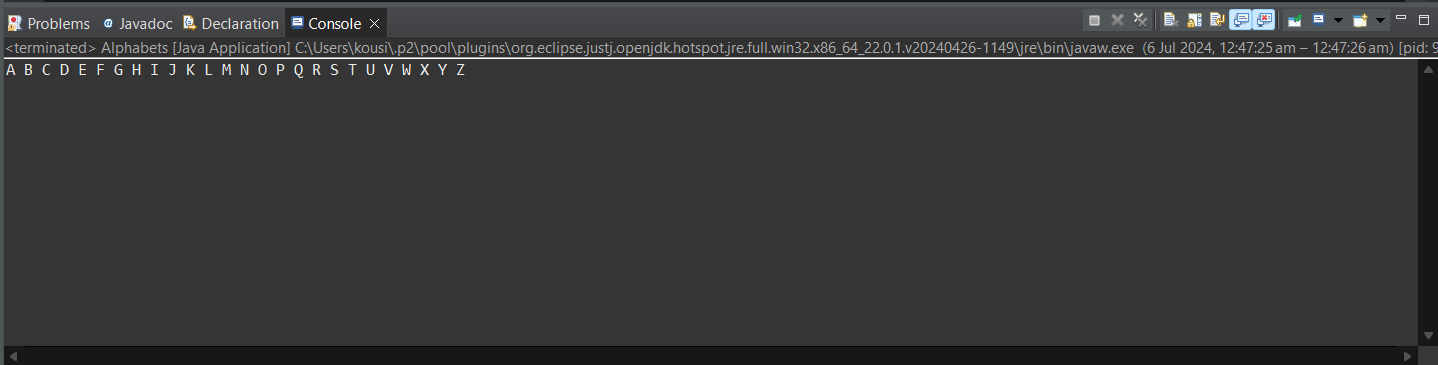 Problems Javadoc Declaration Console
<terminated> Alphabets [Java Application] C:\Users\kousi\.p2\pool\plugins\org.eclipse.justj.openjdk.hotspot.jre.full.win32.x86_64_22.0.1.v20240426-1149\jre\bin\javaw.exe (6 Jul 2024, 12:47:25 am – 12:47:26 am) [pid: 9
A B C D E F G H I J K L M N O P Q R S T U V W X Y Z